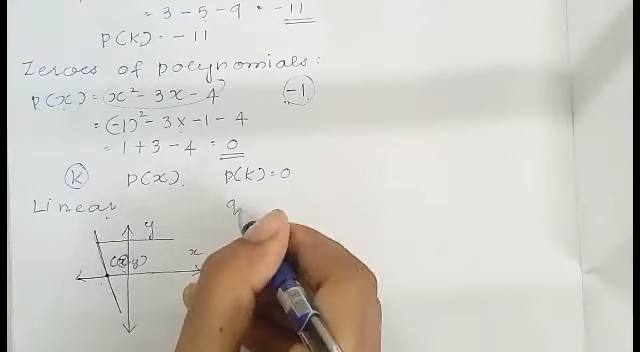 = 3 - 5 - 9 = -11
P(K) = -11
Zeroes of polynomials:
P(x) = x² - 3x - 4 (-1)
= (-1)² - 3 x -1 - 4
= 1 + 3 - 4 = 0
K P(x) P(K) = 0
Linear q
y
x